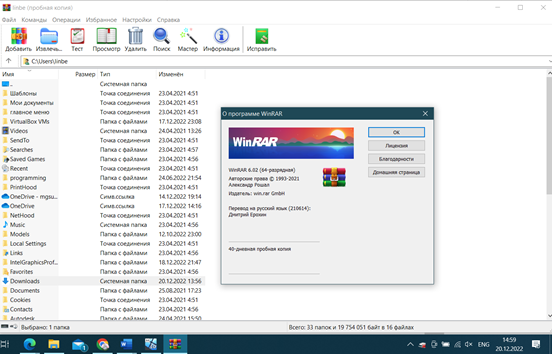 linbe (пробная копия)
Файл Команды Операции Избранное Настройки Справка
Добавить Извлечь... Тест Просмотр Удалить Поиск Мастер Информация Исправить
C:\Users\linbe
Имя Размер Тип Изменён
.. Системная папка
Шаблоны Точка соединения 23.04.2021 4:51
Мои документы Точка соединения 23.04.2021 4:51
главное меню Точка соединения 23.04.2021 4:51
VirtualBox VMs Папка с файлами 17.12.2022 23:08
Videos Системная папка 24.04.2021 13:26
SendTo Точка соединения 23.04.2021 4:51
Searches Папка с файлами 23.04.2021 4:57
Saved Games Папка с файлами 23.04.2021 4:56
Recent Точка соединения 23.04.2021 4:51
programming Папка с файлами 24.06.2022 21:54
PrintHood Точка соединения 23.04.2021 4:51
OneDrive - mgsu... Симв.ссылка 14.12.2022 19:14
OneDrive Симв.ссылка 17.12.2022 14:16
NetHood Точка соединения 23.04.2021 4:51
Music Системная папка 23.04.2021 4:56
Models Папка с файлами 12.10.2022 23:00
Local Settings Точка соединения 23.04.2021 4:51
Links Папка с файлами 23.04.2021 4:56
IntelGraphicsProf... Папка с файлами 18.12.2022 21:47
Favorites Папка с файлами 23.04.2021 4:56
Downloads Системная папка 20.12.2022 13:56
Documents Системная папка 25.08.2021 17:23
Cookies Точка соединения 23.04.2021 4:51
Contacts Папка с файлами 23.04.2021 4:56
Autodesk Папка с файлами 24.04.2021 15:50
О программе WinRAR
WinRAR
WinRAR 6.02 (64-разрядная)
Авторские права © 1993-2021
Александр Рошал
Издатель: win.rar GmbH
Перевод на русский язык (210614):
Дмитрий Ерохин
40-дневная пробная копия
OK
Лицензия
Благодарности
Домашняя страница
Выбрано: 1 папка Всего: 33 папок и 19 754 051 байт в 16 файлах
ENG 14:59
20.12.2022